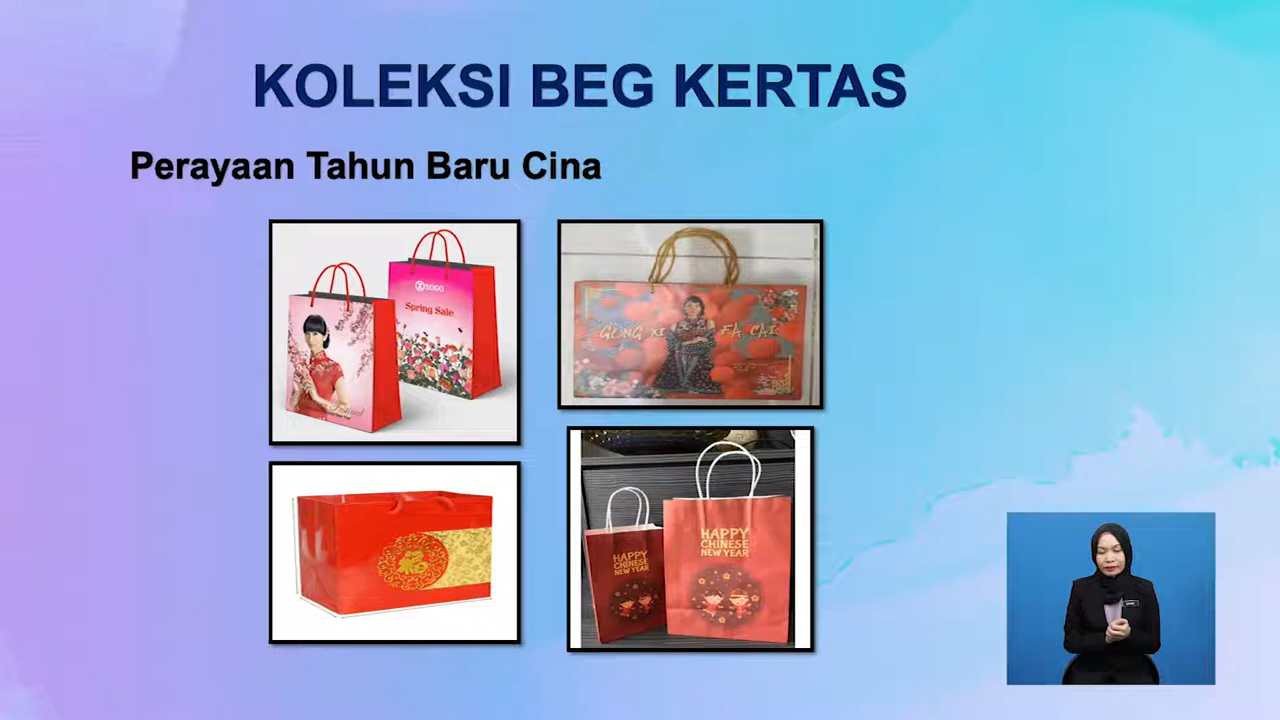 KOLEKSI BEG KERTAS
Perayaan Tahun Baru Cina
SOGO
Spring Sale
GONG XI FA CAI
福
HAPPY
CHINESE
NEW YEAR
HAPPY
CHINESE
NEW YEAR